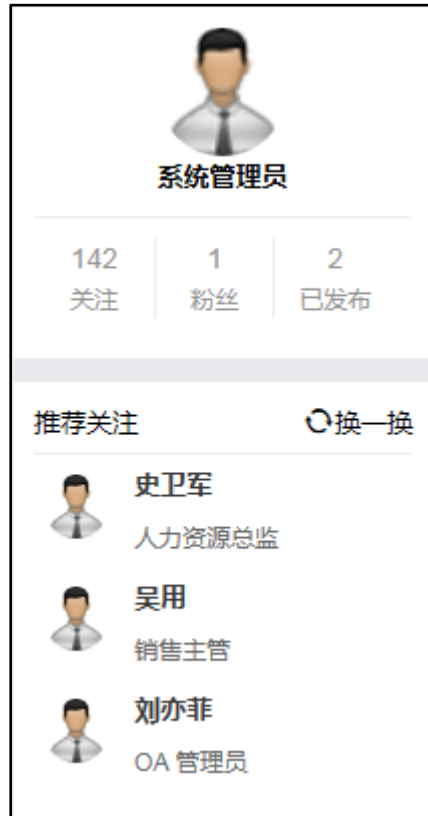 系统管理员
142 1 2
关注 粉丝 已发布
推荐关注 换一换
史卫军
人力资源总监
吴用
销售主管
刘亦菲
OA 管理员